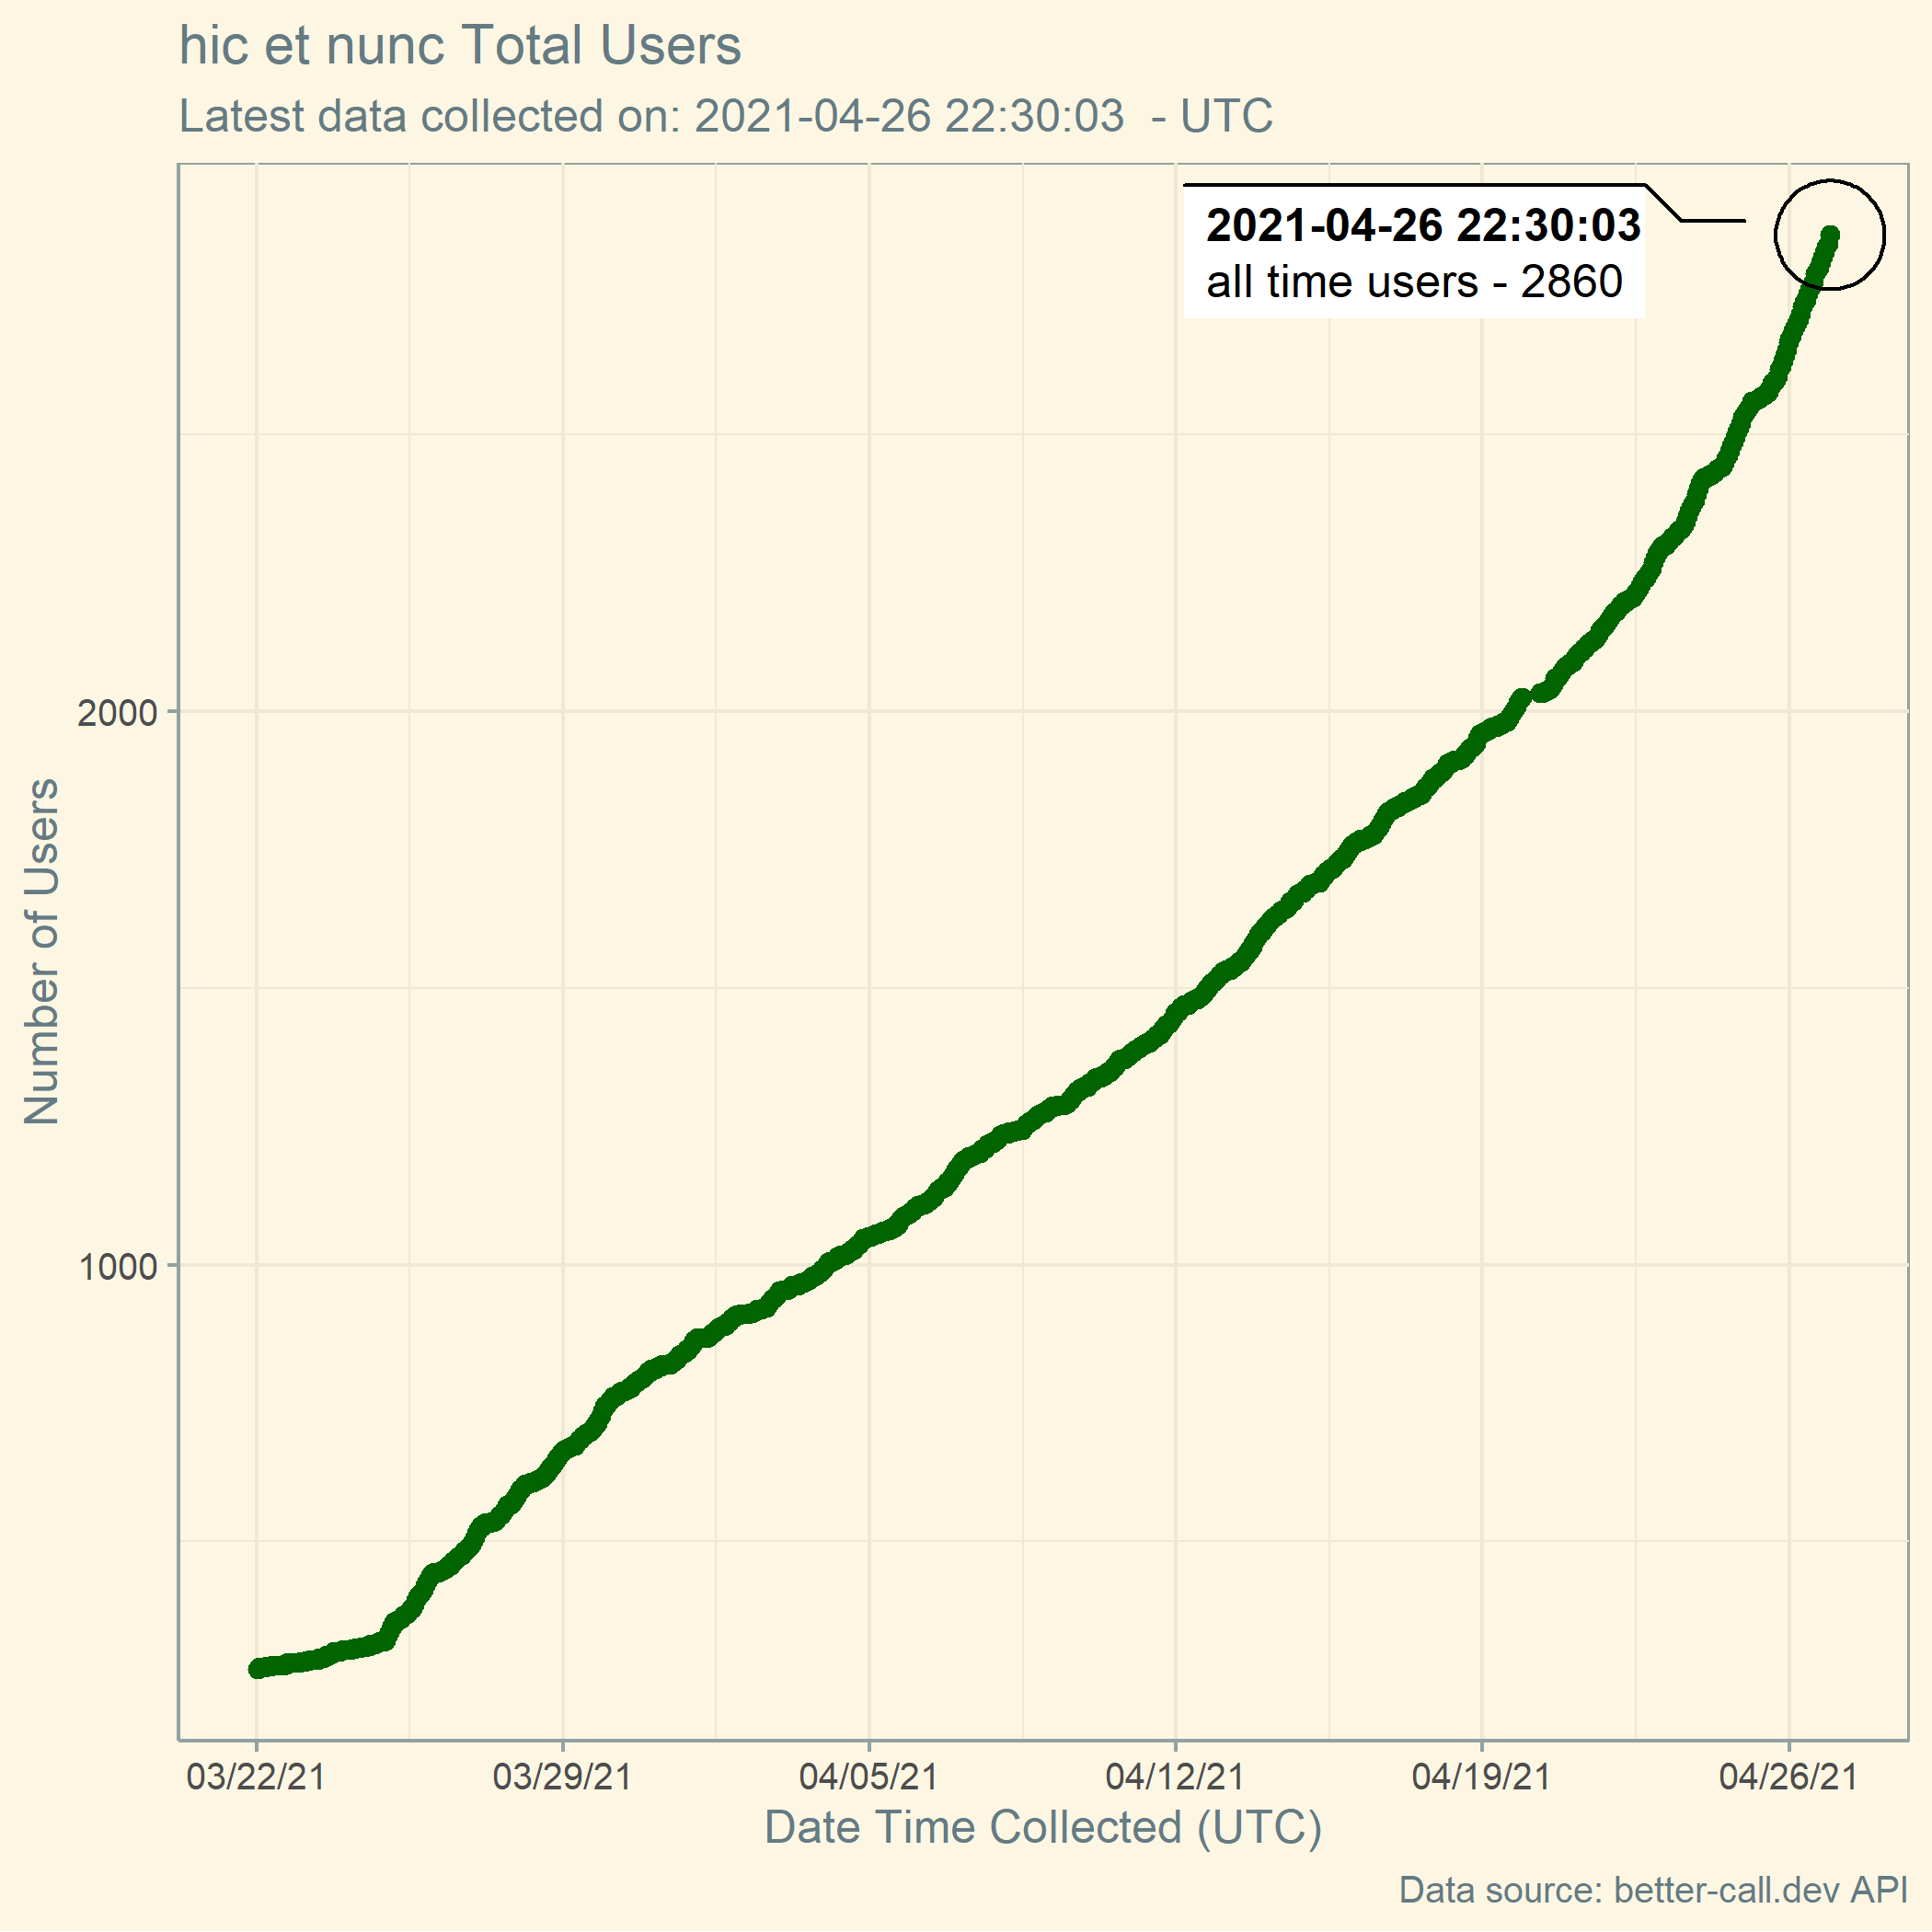 hic et nunc Total Users
Latest data collected on: 2021-04-26 22:30:03  - UTC
2021-04-26 22:30:03
all time users - 2860
Number of Users
2000
1000
03/22/21
03/29/21
04/05/21
04/12/21
04/19/21
04/26/21
Date Time Collected (UTC)
Data source: better-call.dev API